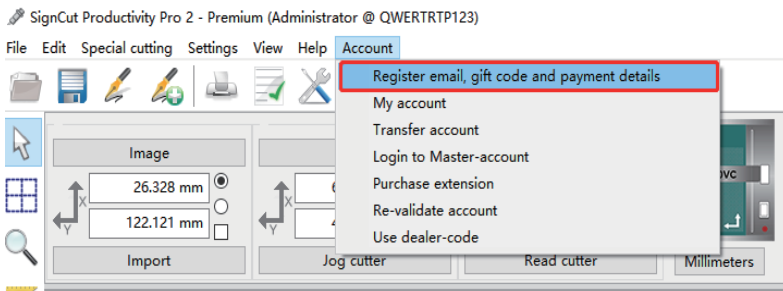 SignCut Productivity Pro 2 - Premium (Administrator @ QWERTRTP123)
File Edit Special cutting Settings View Help Account
Register email, gift code and payment details
My account
Transfer account
Login to Master-account
Purchase extension
Re-validate account
Use dealer-code
Image
X 26.328 mm
Y 122.121 mm
X
Y
Import Jog cutter Read cutter Millimeters